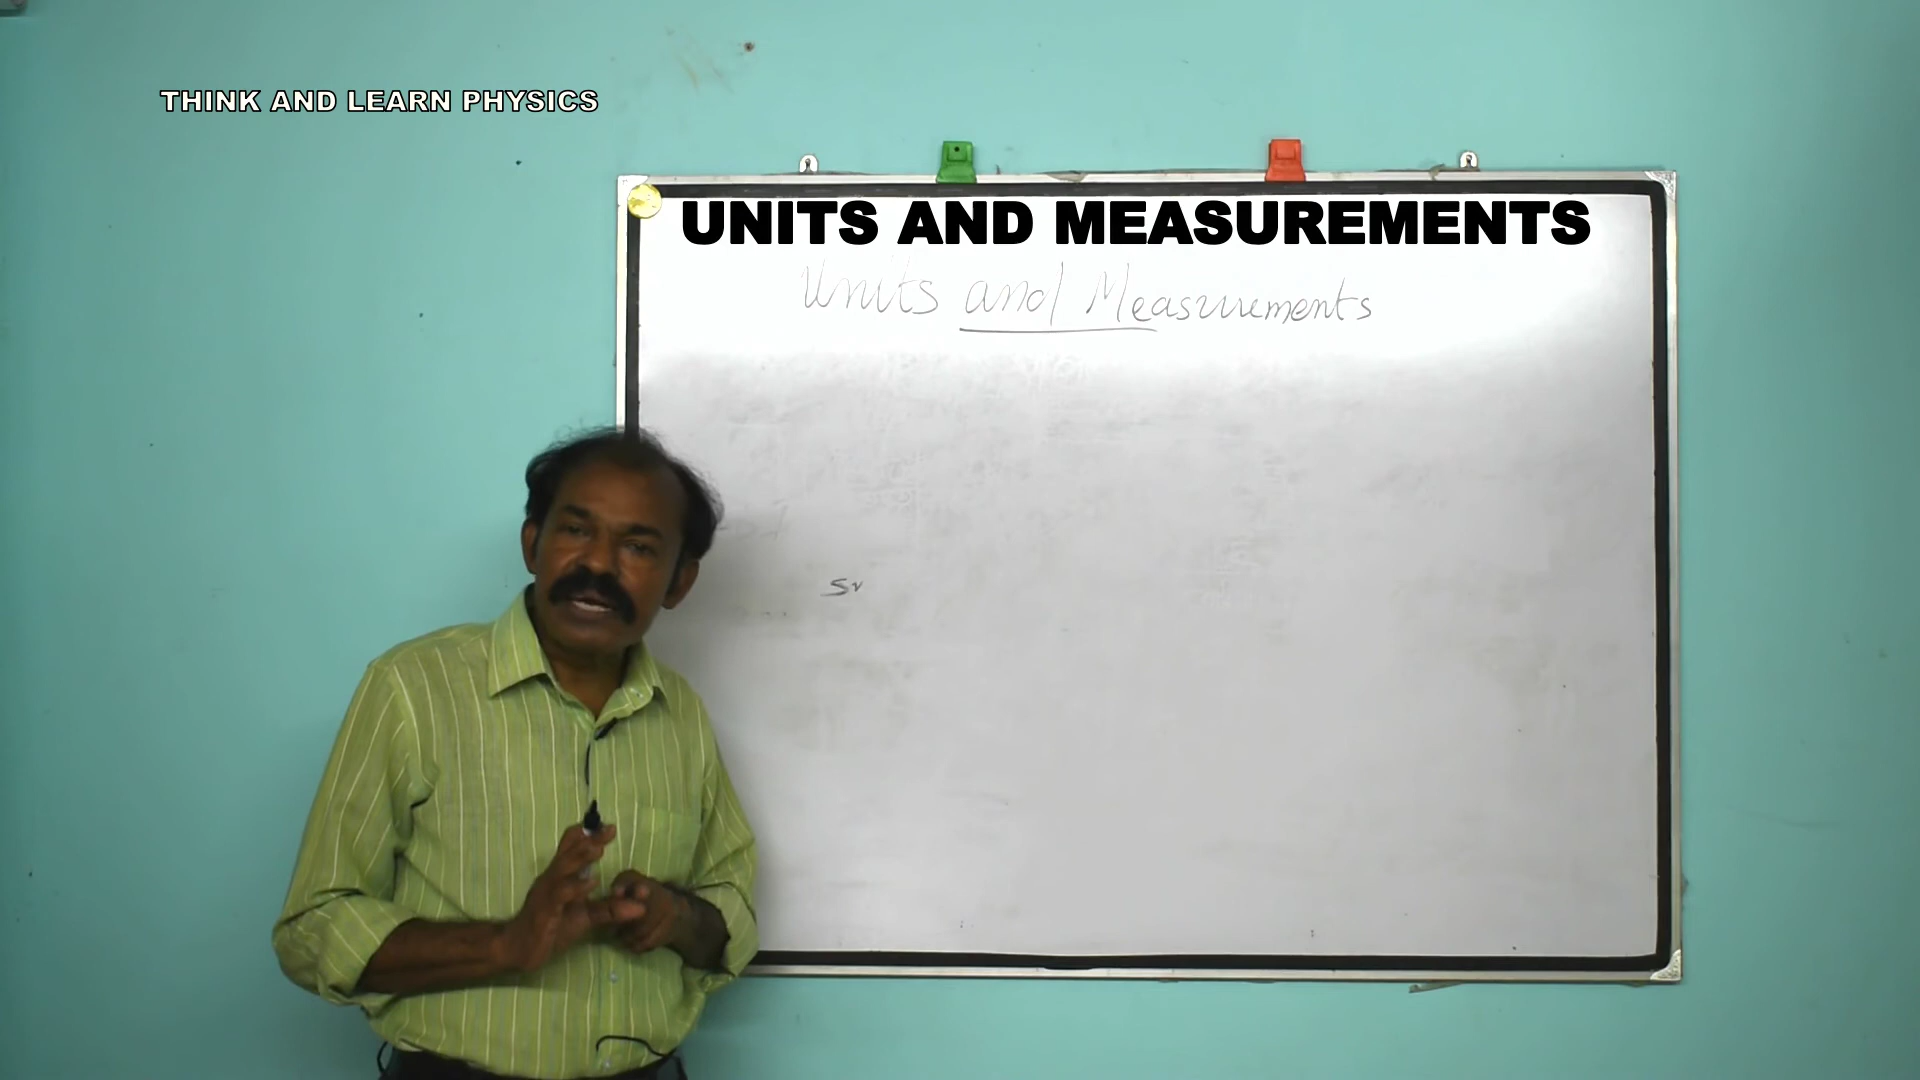 THINK AND LEARN PHYSICS
UNITS AND MEASUREMENTS
Units and Measurements